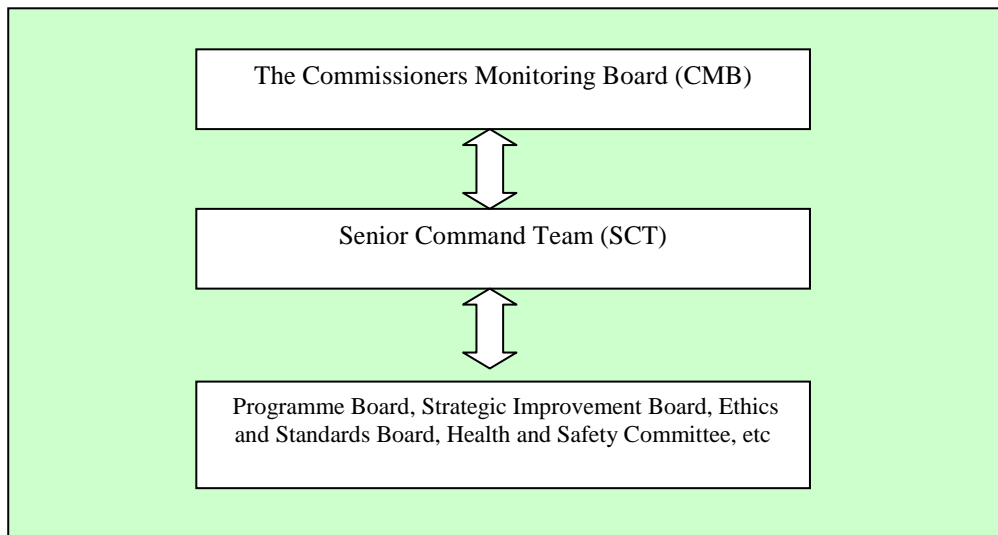 The Commissioners Monitoring Board (CMB)
Senior Command Team (SCT)
Programme Board, Strategic Improvement Board, Ethics
and Standards Board, Health and Safety Committee, etc